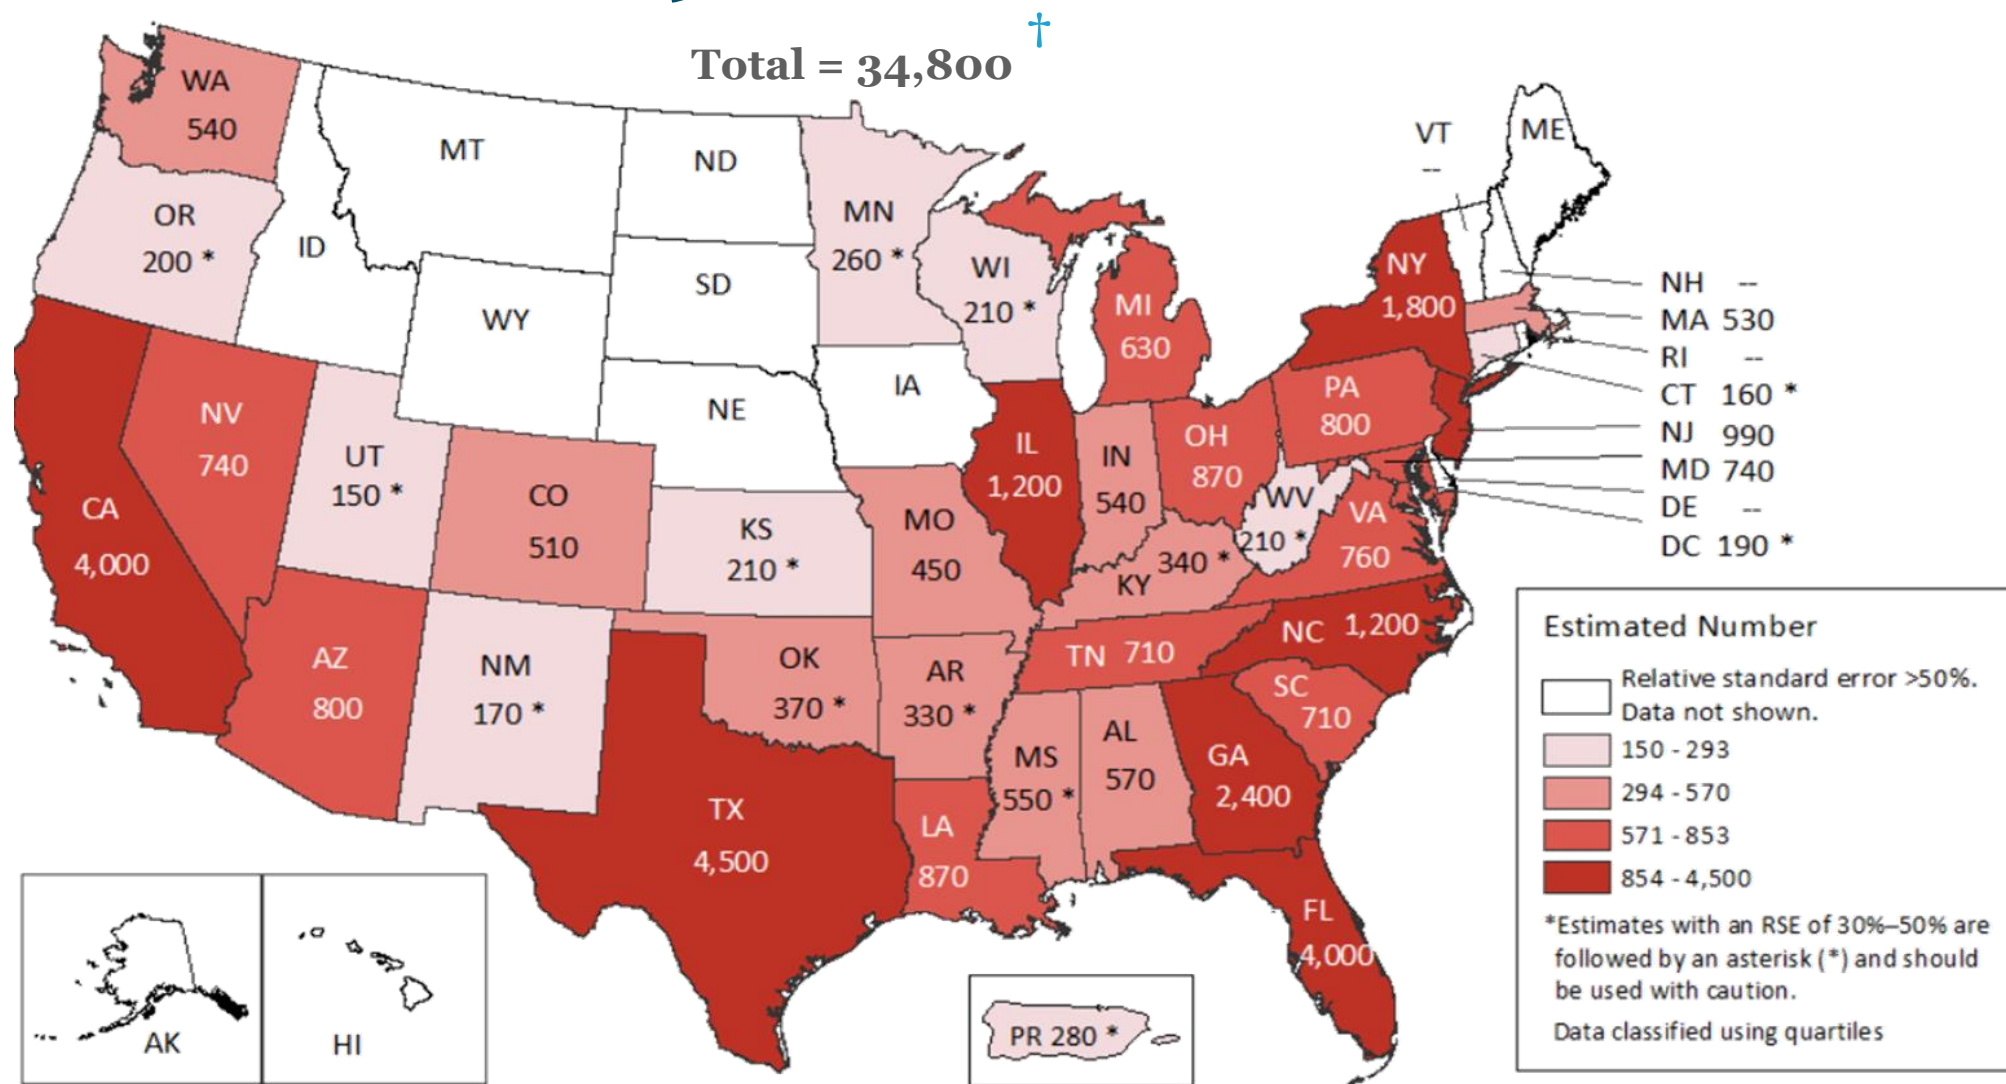 Total = 34,800 †
WA
540
OR
200 *
MT
ID
WY
ND
SD
NE
MN
260 *
WI
210 *
IA
MI
630
VT
--
ME
NY
1,800
NH --
MA 530
RI --
CT 160 *
NJ 990
MD 740
DE --
DC 190 *
PA
800
CA
4,000
NV
740
UT
150 *
CO
510
KS
210 *
MO
450
IL
1,200
IN
540
OH
870
WV
210 *
VA
760
KY 340 *
AZ
800
NM
170 *
OK
370 *
AR
330 *
TN 710
NC 1,200
SC
710
MS
550 *
AL
570
GA
2,400
TX
4,500
LA
870
FL
4,000
AK
HI
PR 280 *
Estimated Number
Relative standard error >50%.
Data not shown.
150 - 293
294 - 570
571 - 853
854 - 4,500
*Estimates with an RSE of 30%–50% are
followed by an asterisk (*) and should
be used with caution.
Data classified using quartiles